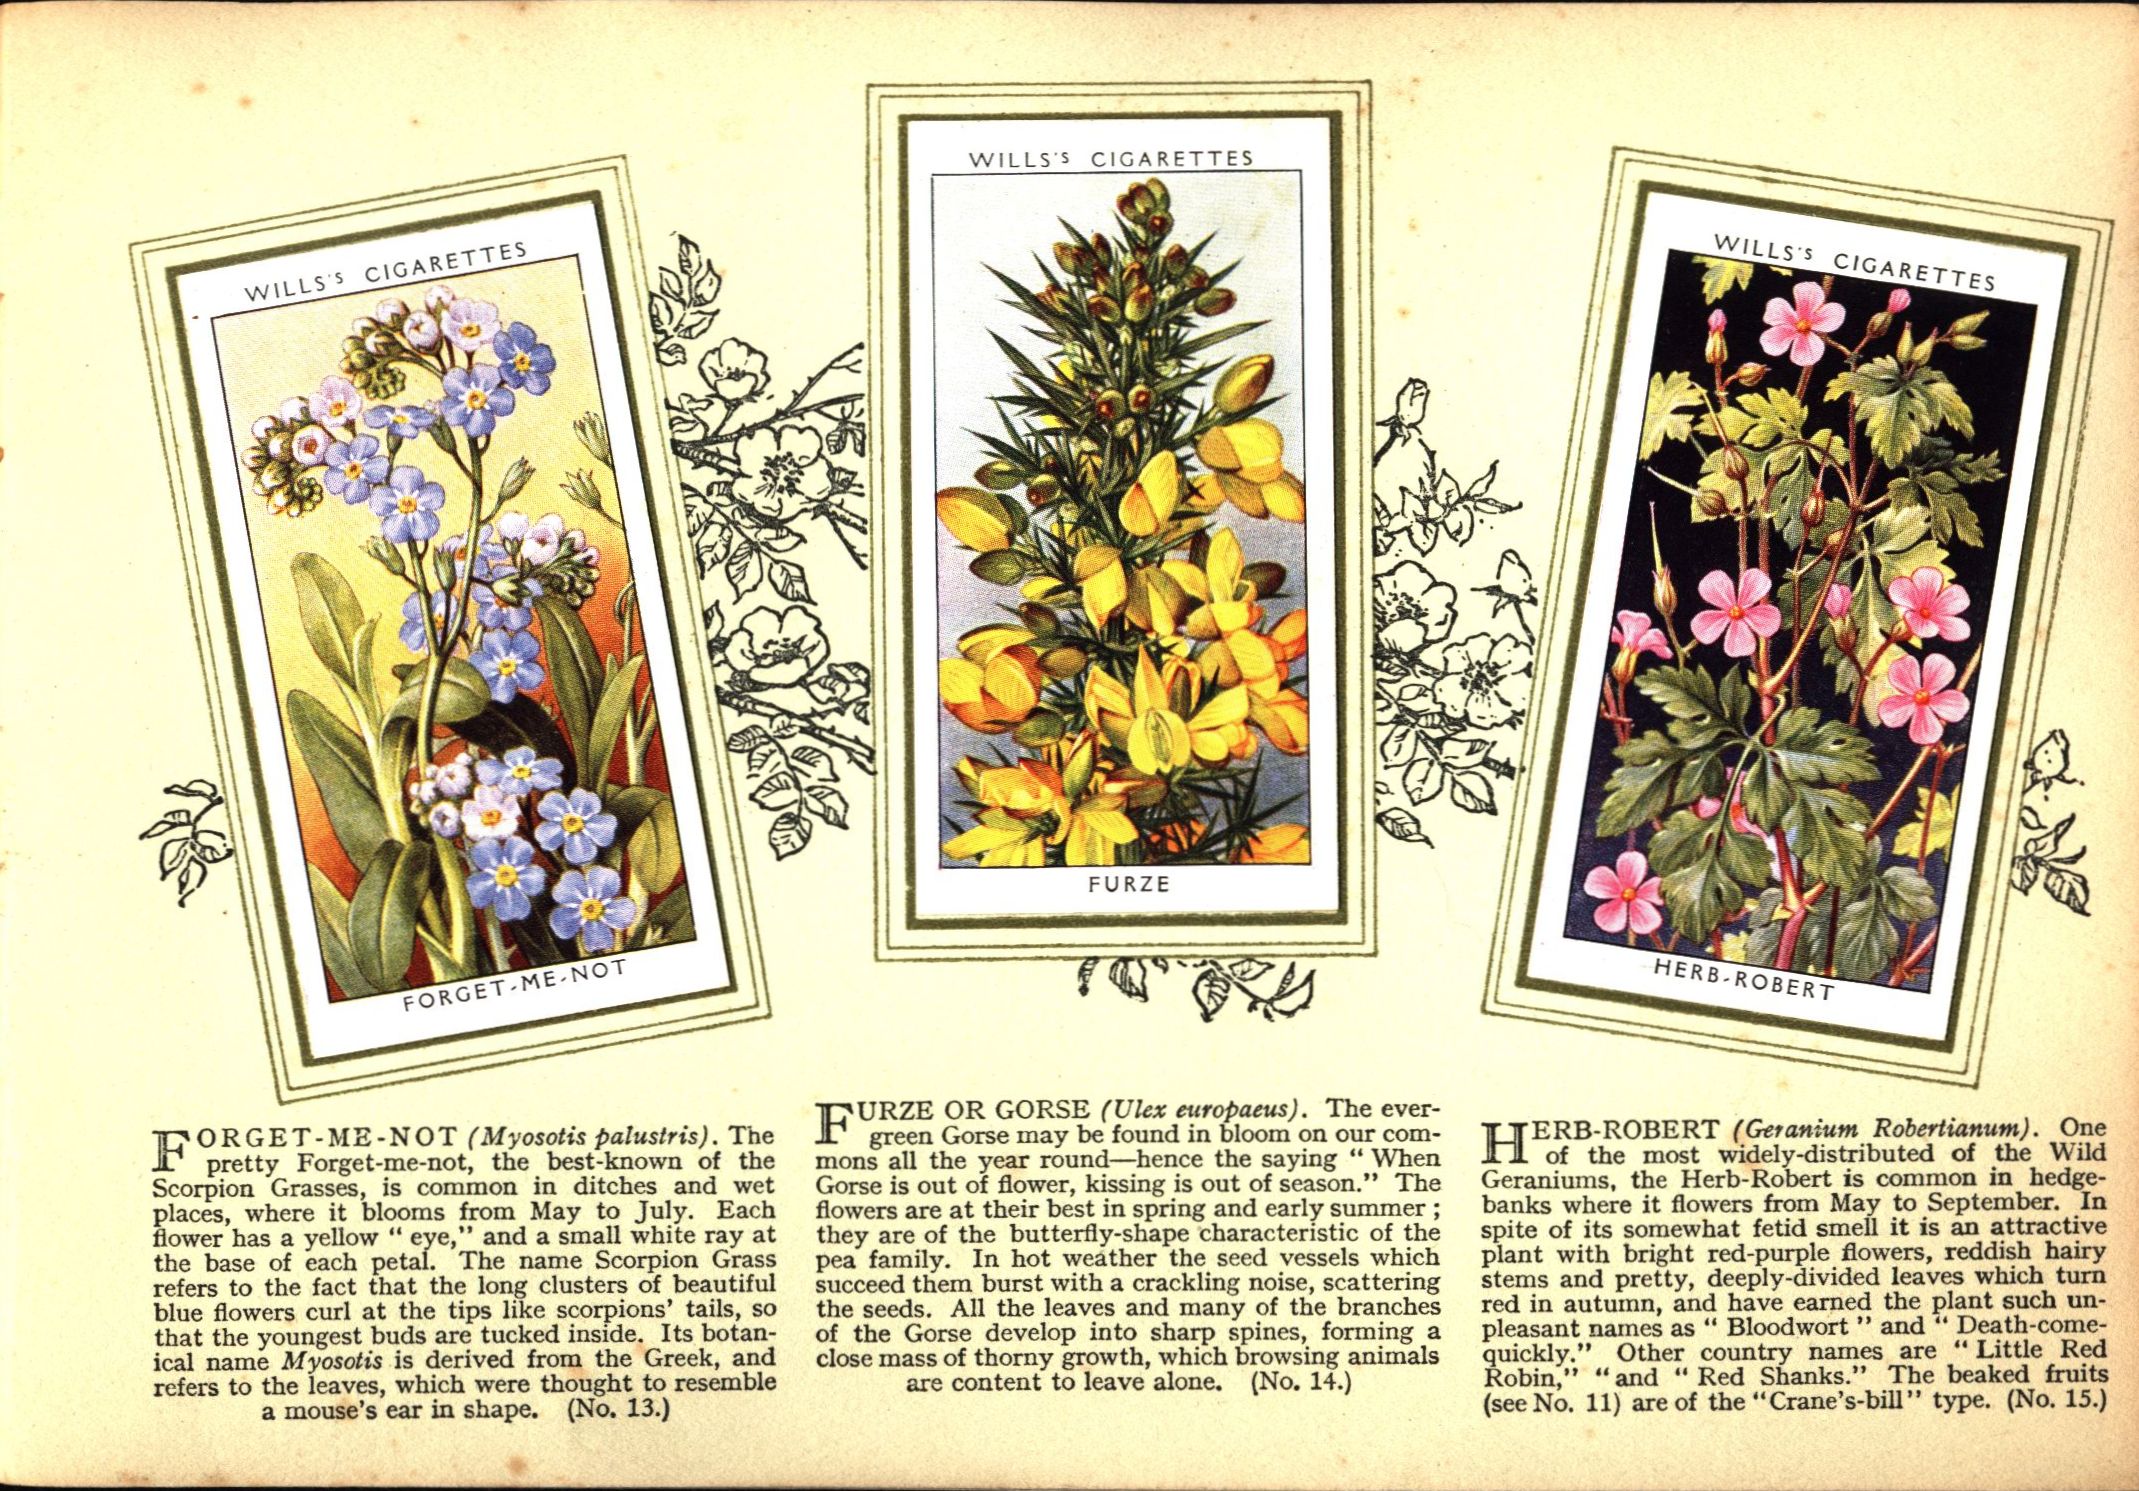 WILLS'S CIGARETTES
FORGET-ME-NOT
WILLS'S CIGARETTES
FURZE
WILLS'S CIGARETTES
HERB-ROBERT
FORGET-ME-NOT (Myosotis palustris). The
pretty Forget-me-not, the best-known of the
Scorpion Grasses, is common in ditches and wet
places, where it blooms from May to July. Each
flower has a yellow "eye," and a small white ray at
the base of each petal. The name Scorpion Grass
refers to the fact that the long clusters of beautiful
blue flowers curl at the tips like scorpions' tails, so
that the youngest buds are tucked inside. Its botan-
ical name Myosotis is derived from the Greek, and
refers to the leaves, which were thought to resemble
a mouse's ear in shape. (No. 13.)
FURZE OR GORSE (Ulex europaeus). The ever-
green Gorse may be found in bloom on our com-
mons all the year round—hence the saying "When
Gorse is out of flower, kissing is out of season." The
flowers are at their best in spring and early summer;
they are of the butterfly-shape characteristic of the
pea family. In hot weather the seed vessels which
succeed them burst with a crackling noise, scattering
the seeds. All the leaves and many of the branches
of the Gorse develop into sharp spines, forming a
close mass of thorny growth, which browsing animals
are content to leave alone. (No. 14.)
HERB-ROBERT (Geranium Robertianum). One
of the most widely-distributed of the Wild
Geraniums, the Herb-Robert is common in hedge-
banks where it flowers from May to September. In
spite of its somewhat fetid smell it is an attractive
plant with bright red-purple flowers, reddish hairy
stems and pretty, deeply-divided leaves which turn
red in autumn, and have earned the plant such un-
pleasant names as "Bloodwort" and "Death-come-
quickly." Other country names are "Little Red
Robin," "and "Red Shanks." The beaked fruits
(see No. 11) are of the "Crane's-bill" type. (No. 15.)